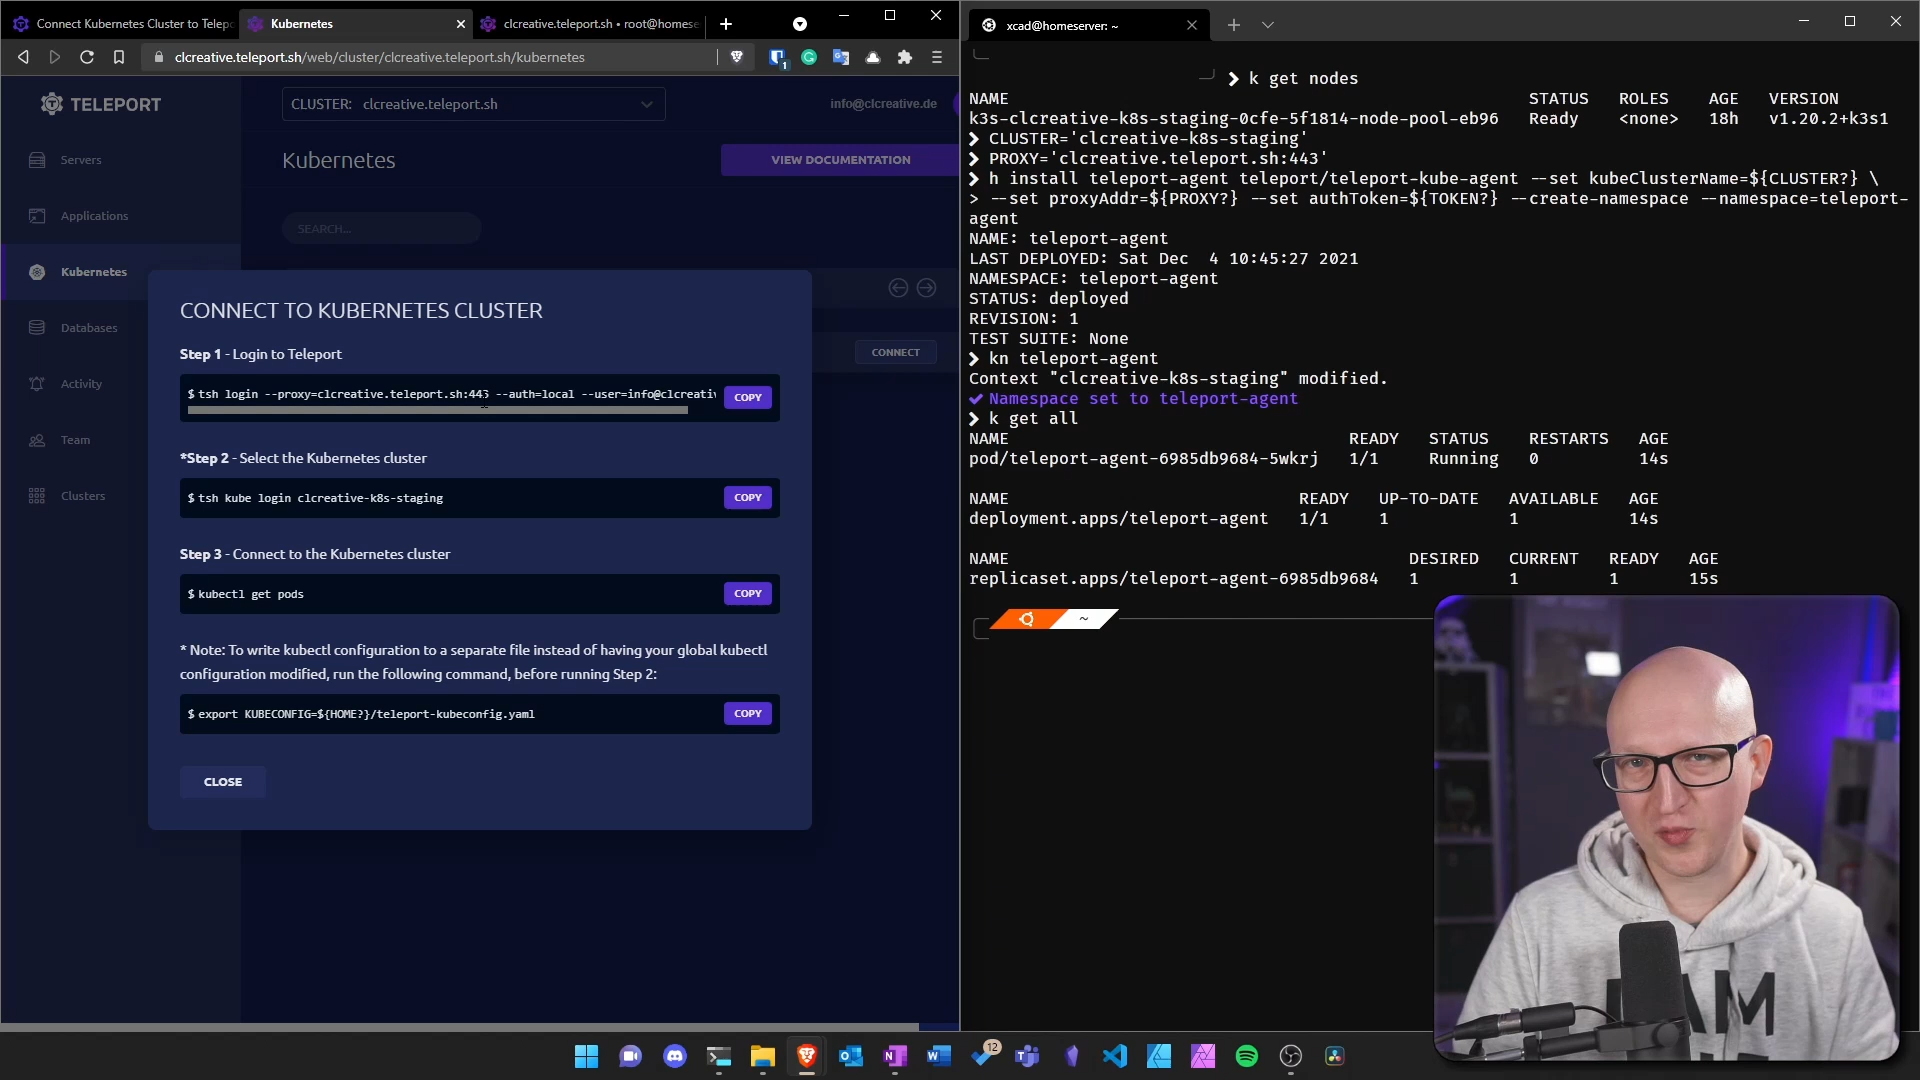 Connect Kubernetes Cluster to Telepo
Kubernetes
clcreative.teleport.sh • root@homese
clcreative.teleport.sh/web/cluster/clcreative.teleport.sh/kubernetes
1
TELEPORT
CLUSTER: clcreative.teleport.sh
info@clcreative.de
Servers
Applications
Kubernetes
Databases
Activity
Team
Clusters
Kubernetes
VIEW DOCUMENTATION
SEARCH...
CONNECT
CONNECT TO KUBERNETES CLUSTER
Step 1 - Login to Teleport
$ tsh login --proxy=clcreative.teleport.sh:443 --auth=local --user=info@clcreativ
COPY
*Step 2 - Select the Kubernetes cluster
$ tsh kube login clcreative-k8s-staging
COPY
Step 3 - Connect to the Kubernetes cluster
$ kubectl get pods
COPY
* Note: To write kubectl configuration to a separate file instead of having your global kubectl
configuration modified, run the following command, before running Step 2:
$ export KUBECONFIG=${HOME?}/teleport-kubeconfig.yaml
COPY
CLOSE
xcad@homeserver: ~
❯ k get nodes
NAME STATUS ROLES AGE VERSION
k3s-clcreative-k8s-staging-0cfe-5f1814-node-pool-eb96 Ready <none> 18h v1.20.2+k3s1
❯ CLUSTER='clcreative-k8s-staging'
❯ PROXY='clcreative.teleport.sh:443'
❯ h install teleport-agent teleport/teleport-kube-agent --set kubeClusterName=${CLUSTER?} \
> --set proxyAddr=${PROXY?} --set authToken=${TOKEN?} --create-namespace --namespace=teleport-
agent
NAME: teleport-agent
LAST DEPLOYED: Sat Dec  4 10:45:27 2021
NAMESPACE: teleport-agent
STATUS: deployed
REVISION: 1
TEST SUITE: None
❯ kn teleport-agent
Context "clcreative-k8s-staging" modified.
✔ Namespace set to teleport-agent
❯ k get all
NAME READY STATUS RESTARTS AGE
pod/teleport-agent-6985db9684-5wkrj 1/1 Running 0 14s
NAME READY UP-TO-DATE AVAILABLE AGE
deployment.apps/teleport-agent 1/1 1 1 14s
NAME DESIRED CURRENT READY AGE
replicaset.apps/teleport-agent-6985db9684 1 1 1 15s
~
12